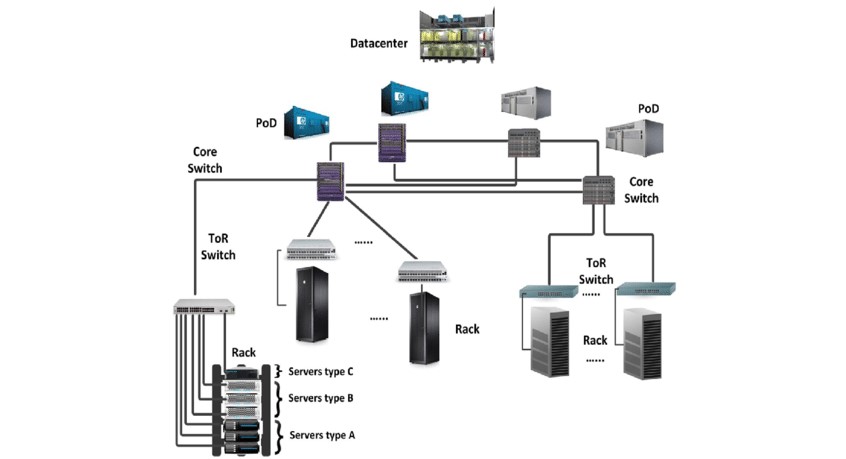 Datacenter
PoD
PoD
Core
Switch
Core
Switch
ToR
Switch
......
ToR
Switch
......
......
Rack
Rack
......
Rack
Servers type C
Servers type B
Servers type A